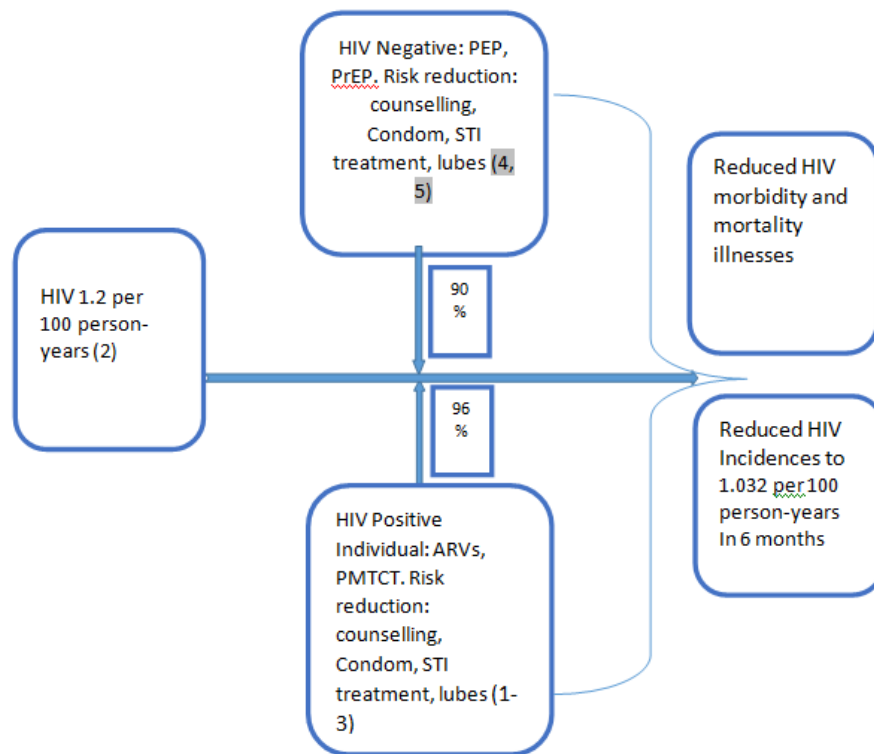 HIV Negative: PEP,
PrEP. Risk reduction:
counselling,
Condom, STI
treatment, lubes (4,
5)
HIV 1.2 per
100 person-
years (2)
90
%
96
%
HIV Positive
Individual: ARVs,
PMTCT. Risk
reduction:
counselling,
Condom, STI
treatment, lubes (1-
3)
Reduced HIV
morbidity and
mortality
illnesses
Reduced HIV
Incidences to
1.032 per 100
person-years
In 6 months